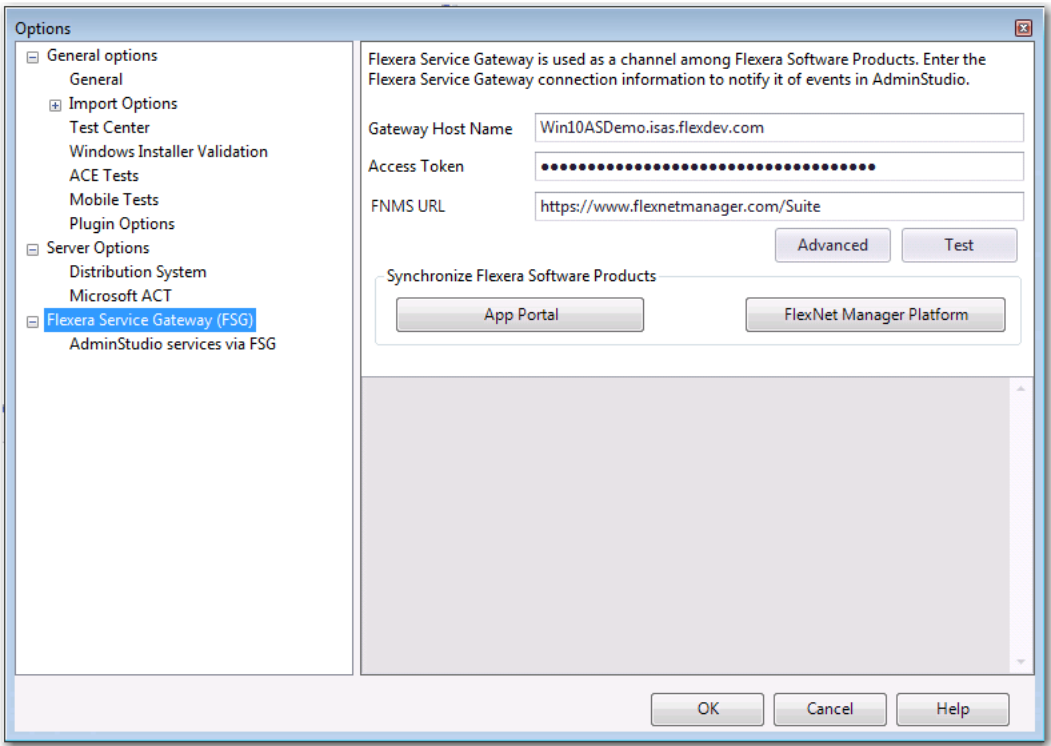 Options
General options
General
Import Options
Test Center
Windows Installer Validation
ACE Tests
Mobile Tests
Plugin Options
Server Options
Distribution System
Microsoft ACT
Flexera Service Gateway (FSG)
AdminStudio services via FSG
Flexera Service Gateway is used as a channel among Flexera Software Products. Enter the
Flexera Service Gateway connection information to notify it of events in AdminStudio.
Gateway Host Name Win10ASDemo.isas.flexdev.com
Access Token ●●●●●●●●●●●●●●●●●●●●●●●●●●●●●●●●●●●●
FNMS URL https://www.flexnetmanager.com/Suite
Advanced Test
Synchronize Flexera Software Products
App Portal FlexNet Manager Platform
OK Cancel Help